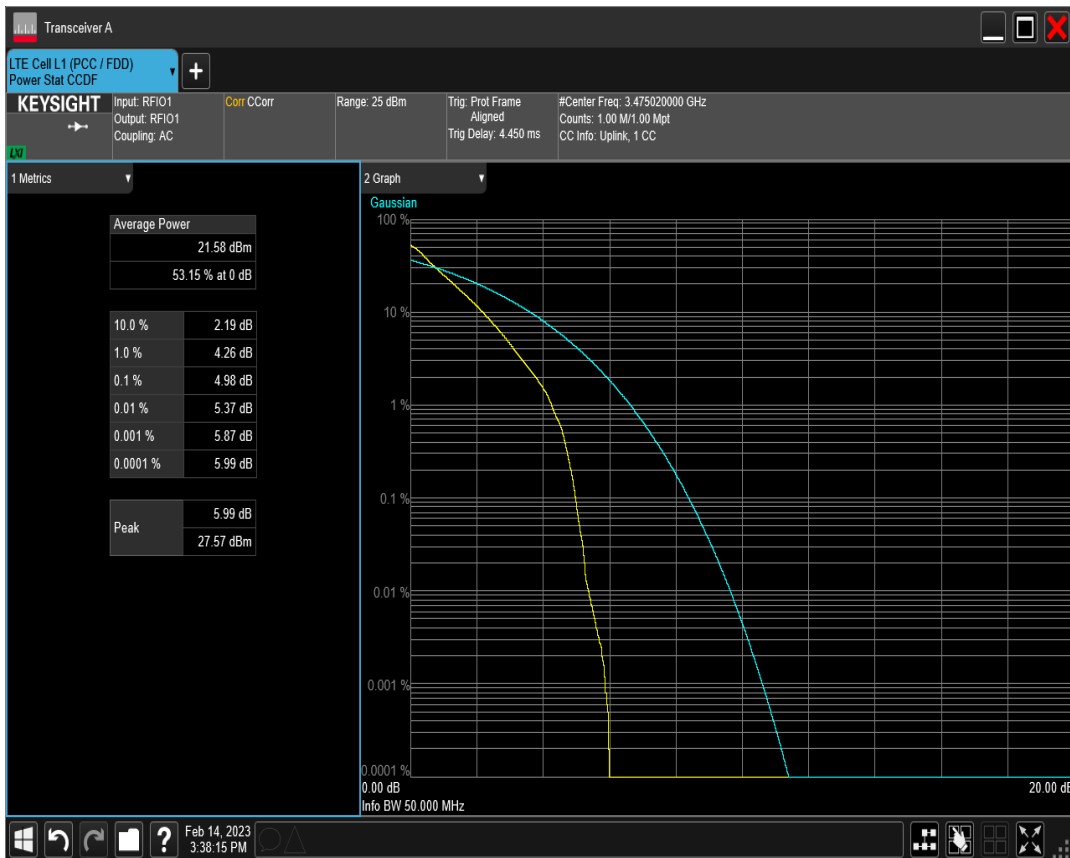 Transceiver A
LTE Cell L1 (PCC / FDD)
Power Stat CCDF
KEYSIGHT
LXI
Input: RFIO1
Output: RFIO1
Coupling: AC
Corr CCorr
Range: 25 dBm
Trig: Prot Frame
Aligned
Trig Delay: 4.450 ms
#Center Freq: 3.475020000 GHz
Counts: 1.00 M/1.00 Mpt
CC Info: Uplink, 1 CC
1 Metrics
Average Power
21.58 dBm
53.15 % at 0 dB
10.0 % 2.19 dB
1.0 % 4.26 dB
0.1 % 4.98 dB
0.01 % 5.37 dB
0.001 % 5.87 dB
0.0001 % 5.99 dB
Peak 5.99 dB
27.57 dBm
2 Graph
Gaussian
100 %
10 %
1 %
0.1 %
0.01 %
0.001 %
0.0001 %
0.00 dB 20.00 dB
Info BW 50.000 MHz
?
Feb 14, 2023
3:38:15 PM